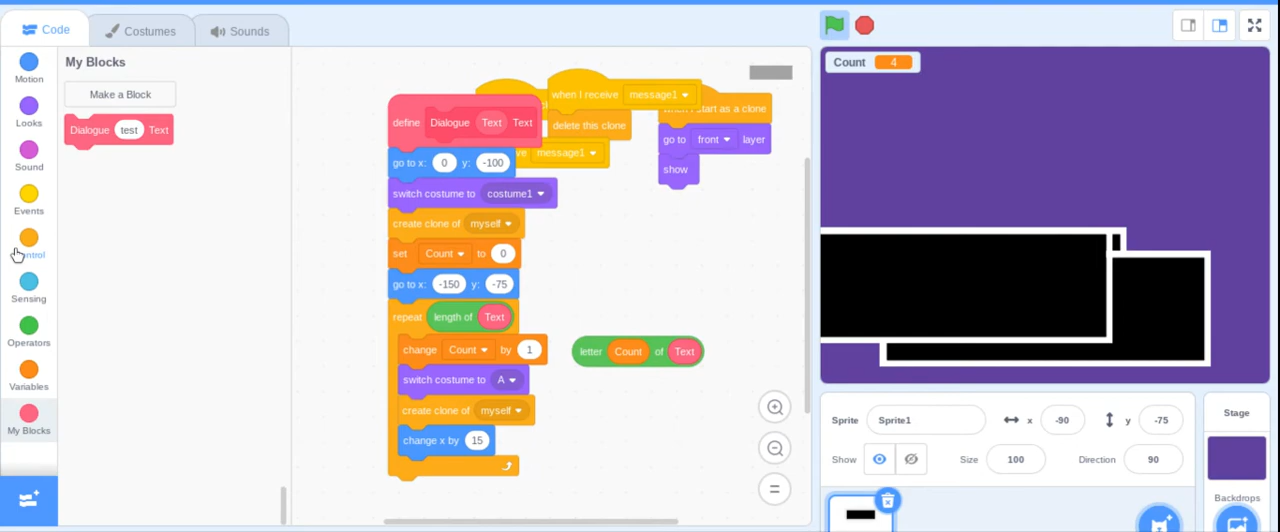 Code
Costumes
Sounds
Motion
Looks
Sound
Events
Control
Sensing
Operators
Variables
My Blocks
My Blocks
Make a Block
Dialogue test Text
define Dialogue Text Text
go to x: 0 y: -100
switch costume to costume1
create clone of myself
set Count to 0
go to x: -150 y: -75
repeat length of Text
change Count by 1
switch costume to A
create clone of myself
change x by 15
when I receive message1
delete this clone
message1
start as a clone
go to front layer
show
letter Count of Text
Count 4
Sprite Sprite1
x -90
y -75
Show
Size 100
Direction 90
Stage
Backdrops